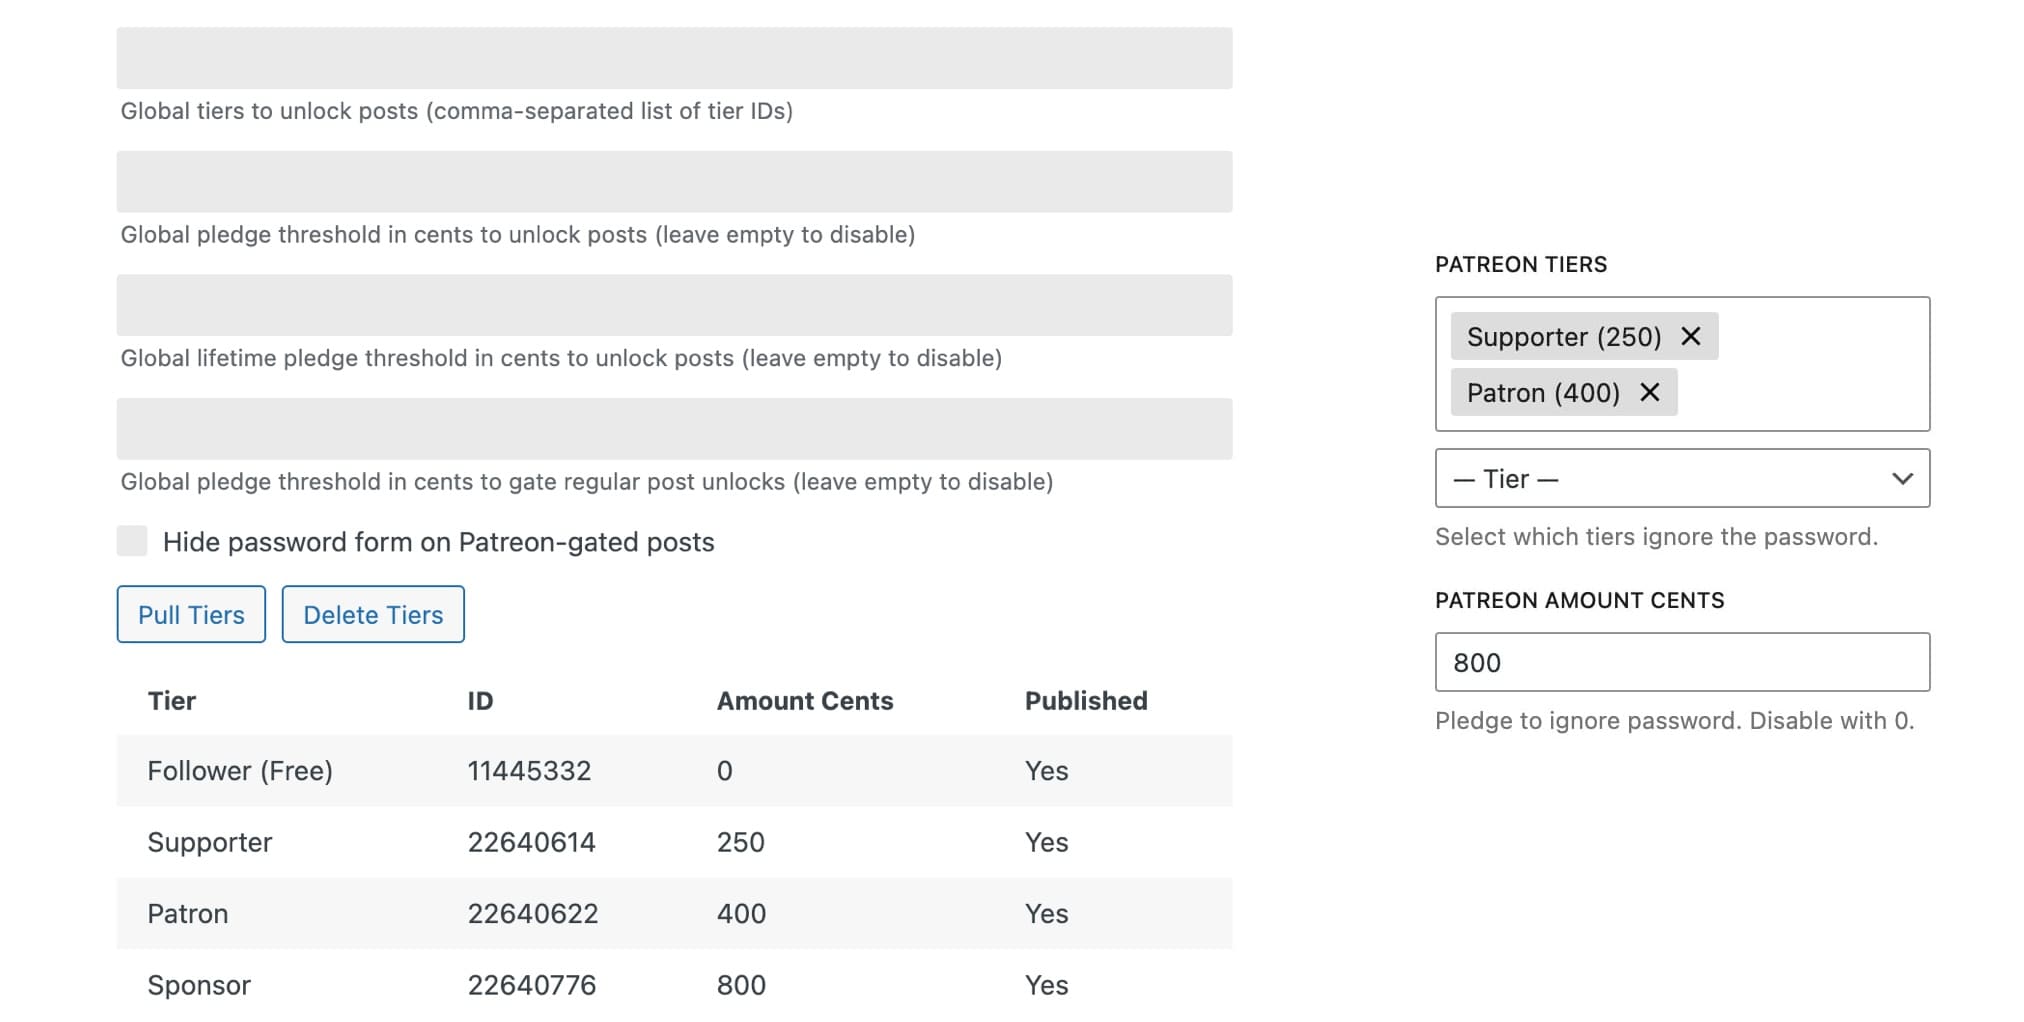 Global tiers to unlock posts (comma-separated list of tier IDs)
Global pledge threshold in cents to unlock posts (leave empty to disable)
Global lifetime pledge threshold in cents to unlock posts (leave empty to disable)
Global pledge threshold in cents to gate regular post unlocks (leave empty to disable)
Hide password form on Patreon-gated posts
Pull Tiers Delete Tiers
Tier ID Amount Cents Published
Follower (Free) 11445332 0 Yes
Supporter 22640614 250 Yes
Patron 22640622 400 Yes
Sponsor 22640776 800 Yes
PATREON TIERS
Supporter (250) ✕
Patron (400) ✕
— Tier —
Select which tiers ignore the password.
PATREON AMOUNT CENTS
800
Pledge to ignore password. Disable with 0.